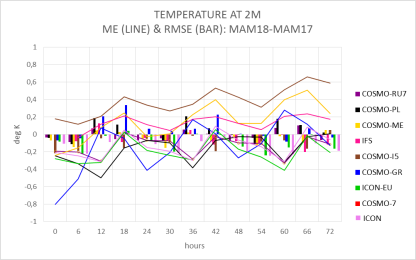 TEMPERATURE AT 2M
ME (LINE) & RMSE (BAR): MAM18-MAM17
deg K
1
0,8
0,6
0,4
0,2
0
-0,2
-0,4
-0,6
-0,8
-1
0 6 12 18 24 30 36 42 48 54 60 66 72
hours
COSMO-RU7
COSMO-PL
COSMO-ME
IFS
COSMO-I5
COSMO-GR
ICON-EU
COSMO-7
ICON